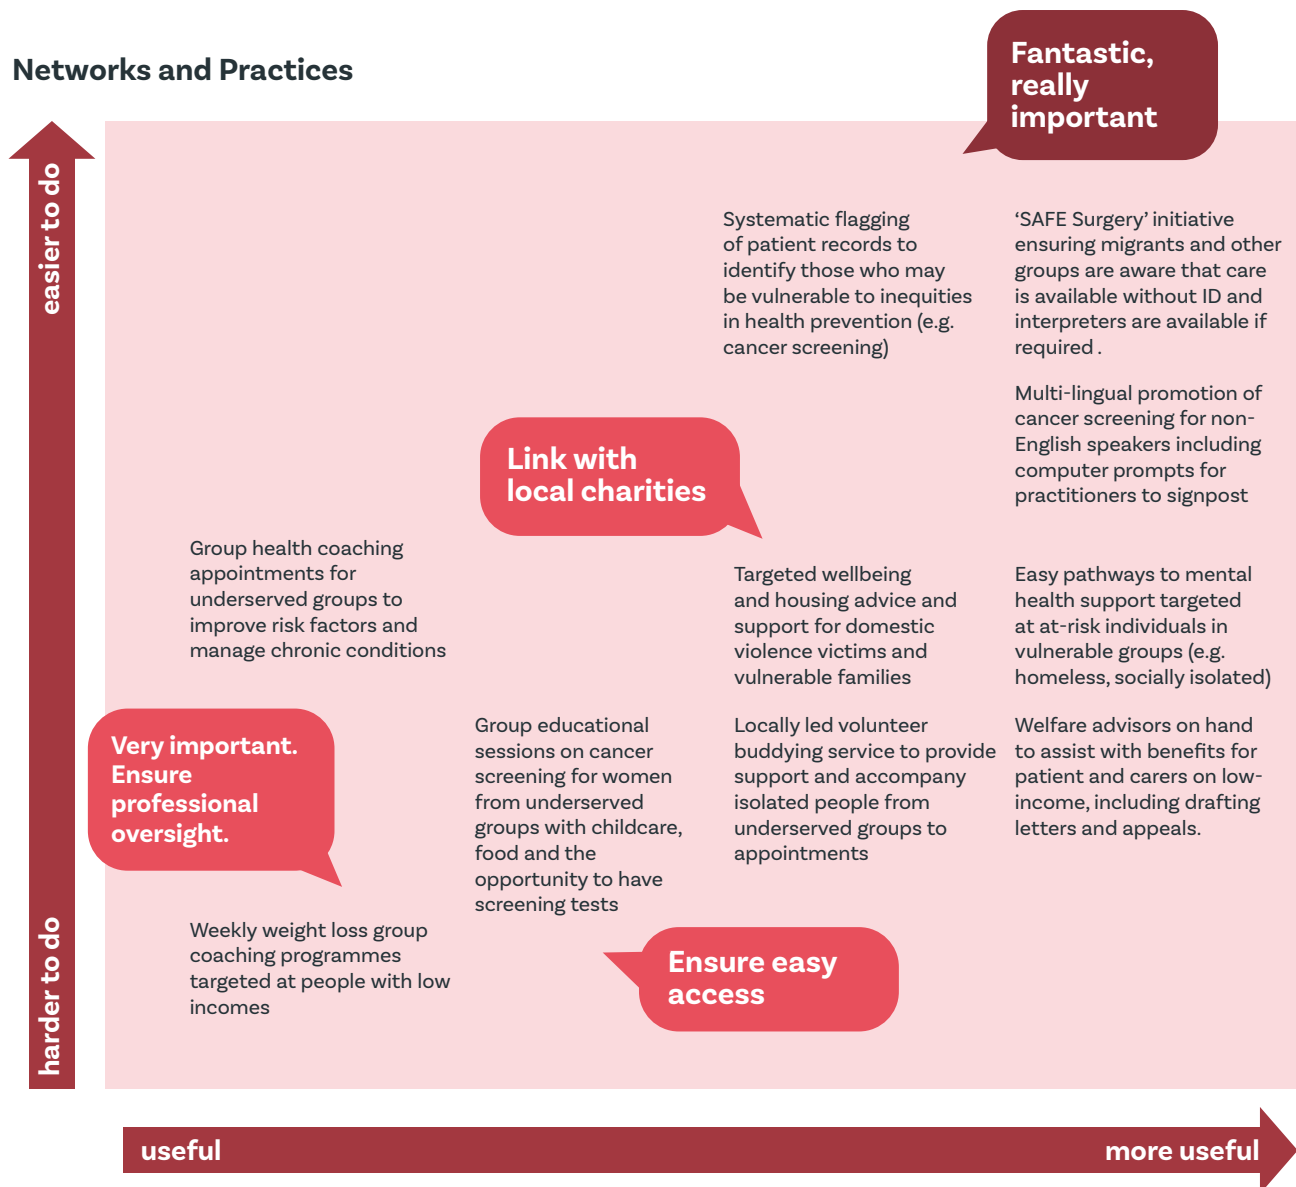 Networks and Practices
Fantastic,
really
important
easier to do
Systematic flagging
of patient records to
identify those who may
be vulnerable to inequities
in health prevention (e.g.
cancer screening)
‘SAFE Surgery’ initiative
ensuring migrants and other
groups are aware that care
is available without ID and
interpreters are available if
required .
Multi-lingual promotion of
cancer screening for non-
English speakers including
computer prompts for
practitioners to signpost
Link with
local charities
Group health coaching
appointments for
underserved groups to
improve risk factors and
manage chronic conditions
Targeted wellbeing
and housing advice and
support for domestic
violence victims and
vulnerable families
Easy pathways to mental
health support targeted
at at-risk individuals in
vulnerable groups (e.g.
homeless, socially isolated)
Very important.
Ensure
professional
oversight.
Group educational
sessions on cancer
screening for women
from underserved
groups with childcare,
food and the
opportunity to have
screening tests
Locally led volunteer
buddying service to provide
support and accompany
isolated people from
underserved groups to
appointments
Welfare advisors on hand
to assist with benefits for
patient and carers on low-
income, including drafting
letters and appeals.
harder to do
Weekly weight loss group
coaching programmes
targeted at people with low
incomes
Ensure easy
access
useful
more useful